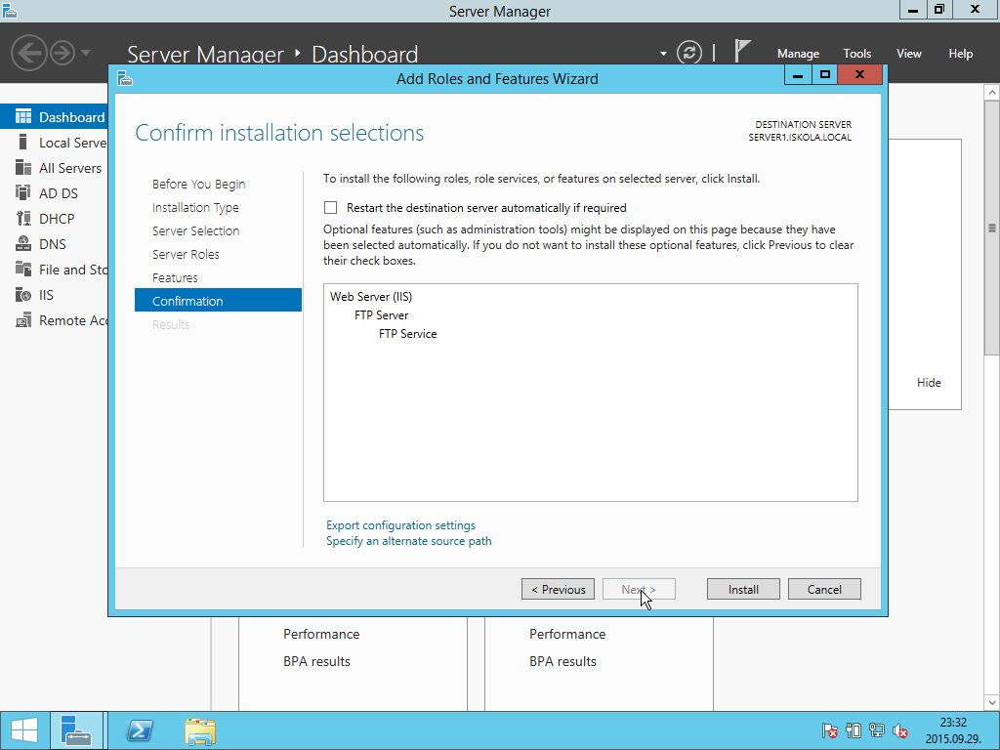 Server Manager
Server Manager ‣ Dashboard
Manage Tools View Help
Add Roles and Features Wizard
Confirm installation selections
DESTINATION SERVER
SERVER1.ISKOLA.LOCAL
Dashboard
Local Serve
All Servers
AD DS
DHCP
DNS
File and Sto
IIS
Remote Acc
Before You Begin
Installation Type
Server Selection
Server Roles
Features
Confirmation
Results
To install the following roles, role services, or features on selected server, click Install.
Restart the destination server automatically if required
Optional features (such as administration tools) might be displayed on this page because they have
been selected automatically. If you do not want to install these optional features, click Previous to clear
their check boxes.
Web Server (IIS)
FTP Server
FTP Service
Export configuration settings
Specify an alternate source path
< Previous Next > Install Cancel
Hide
Performance Performance
BPA results BPA results
23:32
2015.09.29.